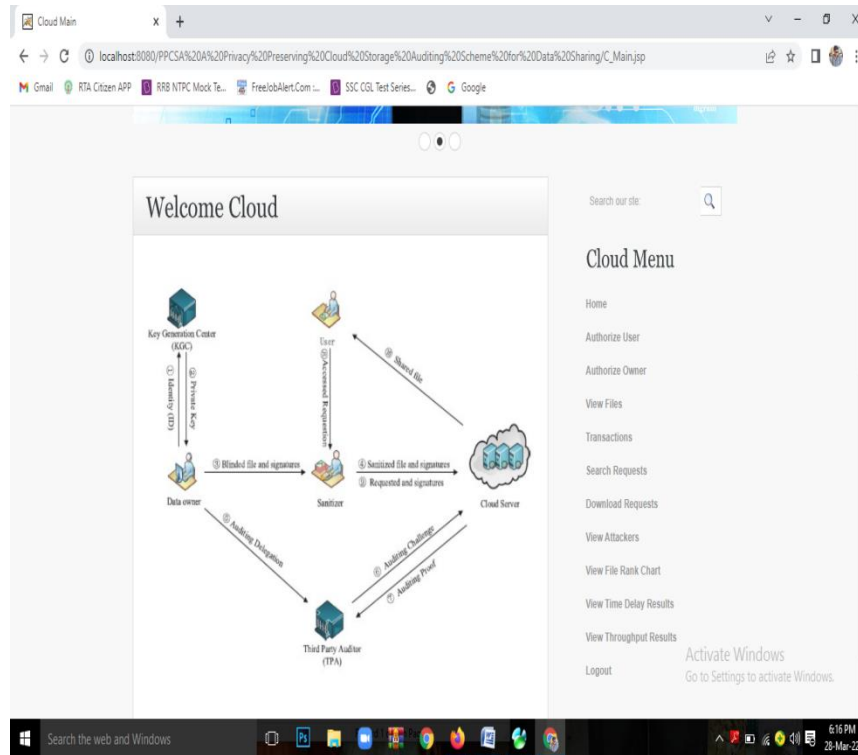 Cloud Main
localhost:8080/PPCSA%20A%20Privacy%20Preserving%20Cloud%20Storage%20Auditing%20Scheme%20for%20Data%20Sharing/C_Main.jsp
Gmail RTA Citizen APP RRB NTPC Mock Te... FreeJobAlert.Com :... SSC CGL Test Series... Google
Welcome Cloud
Key Generation Center
(KGC)
User
① Identity (ID)
② Private Key
Accessed Requestion
⑩ Shared file
③ Blinded file and signatures
④ Sanitized file and signatures
⑨ Requested and signatures
Data owner
Sanitizer
Cloud Server
⑤ Auditing Delegation
⑥ Auditing Challenge
⑦ Auditing Proof
Third Party Auditor
(TPA)
Search our site:
Cloud Menu
Home
Authorize User
Authorize Owner
View Files
Transactions
Search Requests
Download Requests
View Attackers
View File Rank Chart
View Time Delay Results
View Throughput Results
Logout
Activate Windows
Go to Settings to activate Windows.
Search the web and Windows
6:16 PM